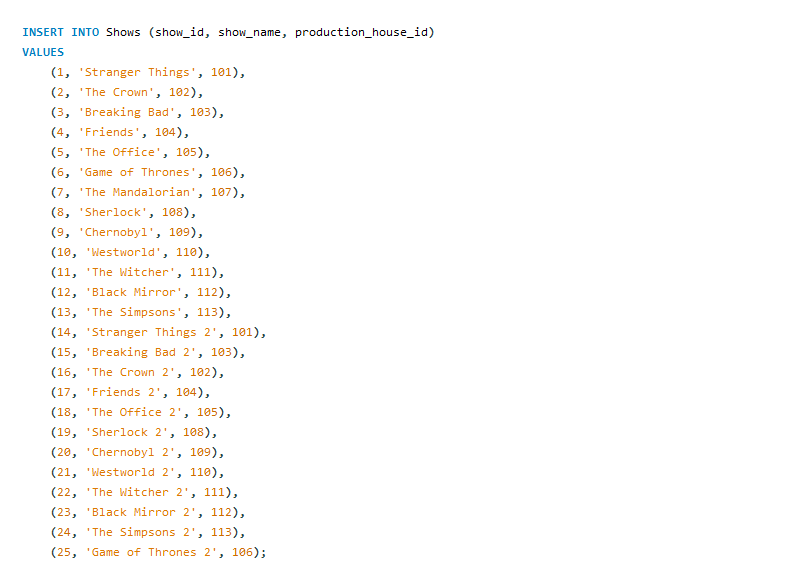 INSERT INTO Shows (show_id, show_name, production_house_id)
VALUES
(1, 'Stranger Things', 101),
(2, 'The Crown', 102),
(3, 'Breaking Bad', 103),
(4, 'Friends', 104),
(5, 'The Office', 105),
(6, 'Game of Thrones', 106),
(7, 'The Mandalorian', 107),
(8, 'Sherlock', 108),
(9, 'Chernobyl', 109),
(10, 'Westworld', 110),
(11, 'The Witcher', 111),
(12, 'Black Mirror', 112),
(13, 'The Simpsons', 113),
(14, 'Stranger Things 2', 101),
(15, 'Breaking Bad 2', 103),
(16, 'The Crown 2', 102),
(17, 'Friends 2', 104),
(18, 'The Office 2', 105),
(19, 'Sherlock 2', 108),
(20, 'Chernobyl 2', 109),
(21, 'Westworld 2', 110),
(22, 'The Witcher 2', 111),
(23, 'Black Mirror 2', 112),
(24, 'The Simpsons 2', 113),
(25, 'Game of Thrones 2', 106);